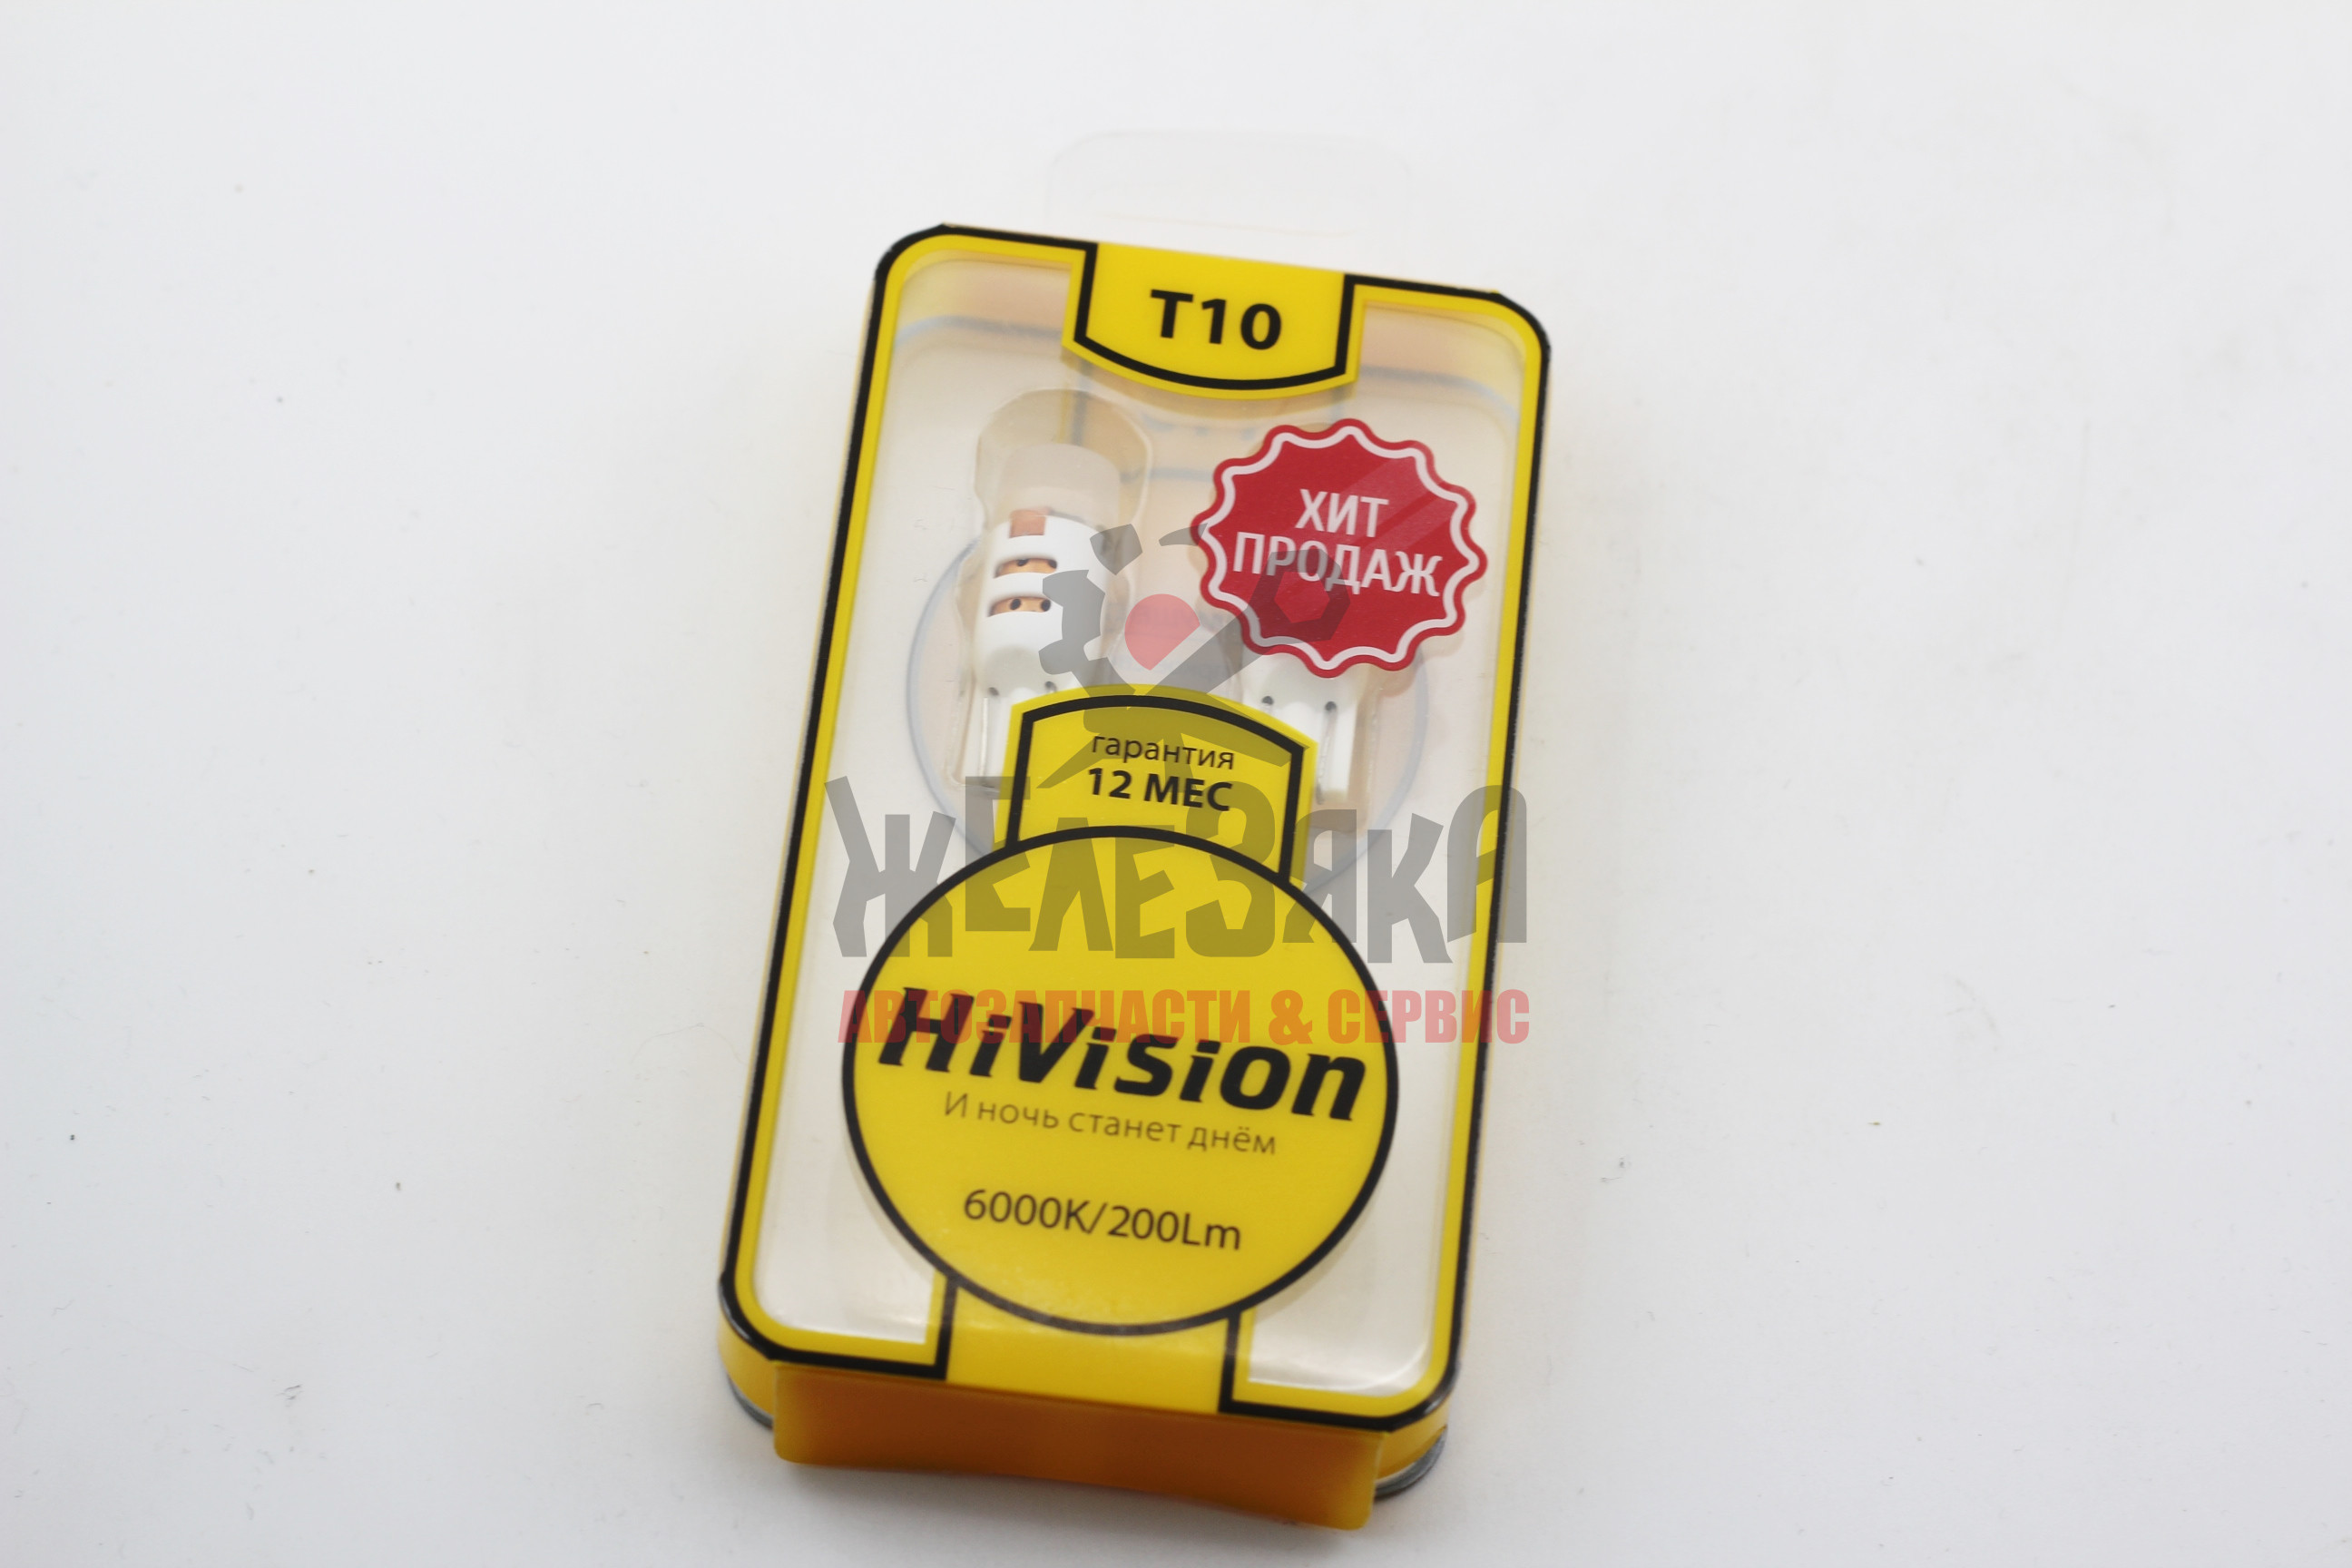 T10
ХИТ
ПРОДАЖ
гарантия
12 МЕС
ЖЕЛЕЗЯКА
АВТОЗАПЧАСТИ & СЕРВИС
HiVision
И ночь станет днём
6000K/200Lm